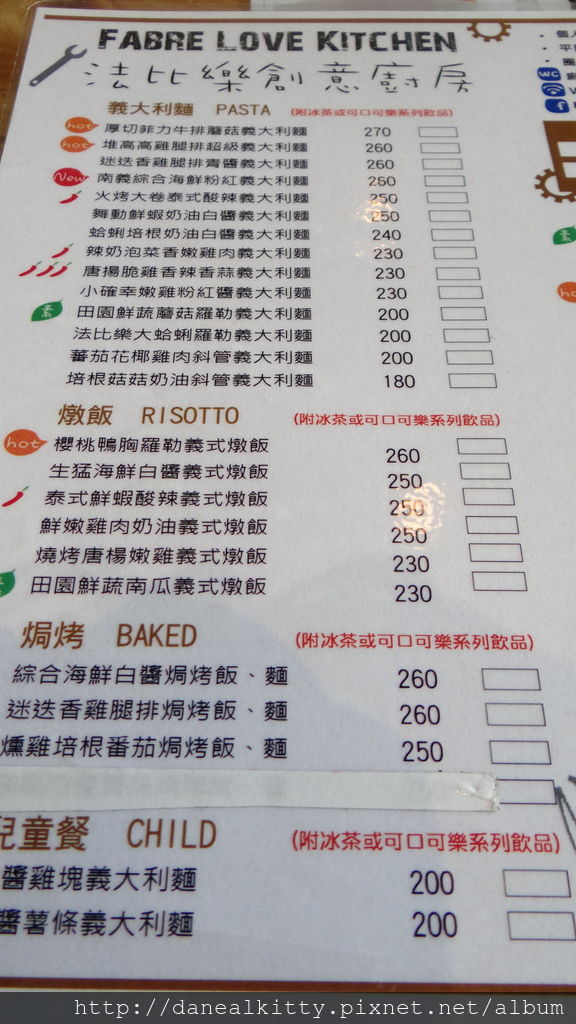 FABRE LOVE KITCHEN
法比樂創意廚房
義大利麵 PASTA (附冰茶或可口可樂系列飲品)
hot 厚切菲力牛排蘑菇義大利麵 270
hot 堆高高雞腿排超級義大利麵 260
迷迭香雞腿排青醬義大利麵 260
New 南義綜合海鮮粉紅義大利麵 260
火烤大卷泰式酸辣義大利麵 250
舞動鮮蝦奶油白醬義大利麵 250
蛤蜊培根奶油白醬義大利麵 240
辣奶泡菜香嫩雞肉義大利麵 230
唐揚脆雞香辣香蒜義大利麵 230
小確幸嫩雞粉紅醬義大利麵 230
素 田園鮮蔬蘑菇羅勒義大利麵 200
法比樂大蛤蜊羅勒義大利麵 200
蕃茄花椰雞肉斜管義大利麵 200
培根菇菇奶油斜管義大利麵 180
燉飯 RISOTTO (附冰茶或可口可樂系列飲品)
hot 櫻桃鴨胸羅勒義式燉飯 260
生猛海鮮白醬義式燉飯 250
泰式鮮蝦酸辣義式燉飯 250
鮮嫩雞肉奶油義式燉飯 250
燒烤唐楊嫩雞義式燉飯 230
田園鮮蔬南瓜義式燉飯 230
焗烤 BAKED (附冰茶或可口可樂系列飲品)
綜合海鮮白醬焗烤飯、麵 260
迷迭香雞腿排焗烤飯、麵 260
燻雞培根番茄焗烤飯、麵 250
兒童餐 CHILD (附冰茶或可口可樂系列飲品)
醬雞塊義大利麵 200
醬薯條義大利麵 200
WC
http://danealkitty.pixnet.net/album